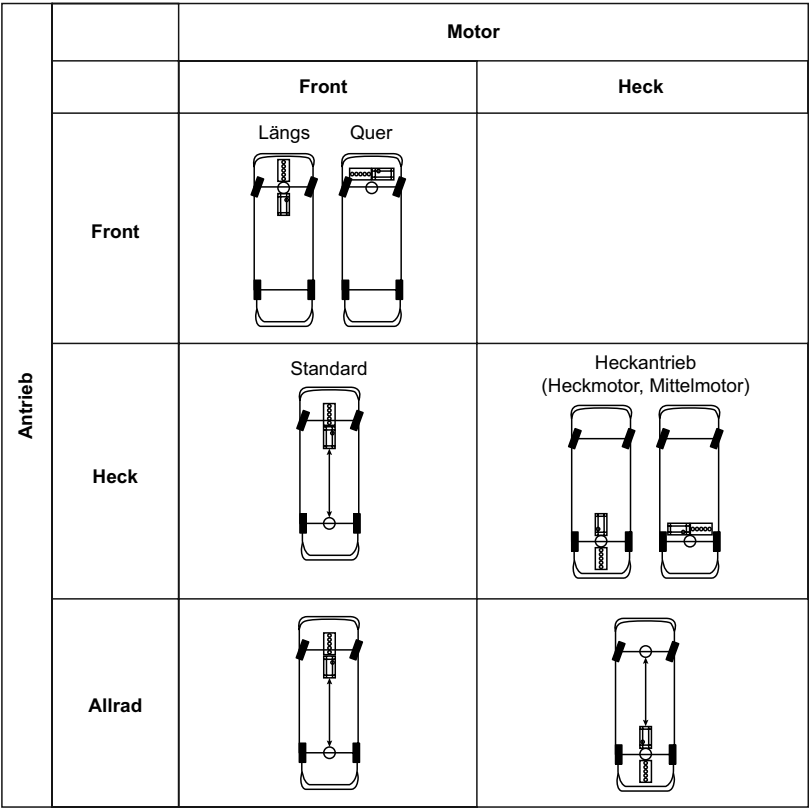 Motor
Front
Heck
Längs Quer
Front
Standard
Heckantrieb
(Heckmotor, Mittelmotor)
Antrieb
Heck
Allrad